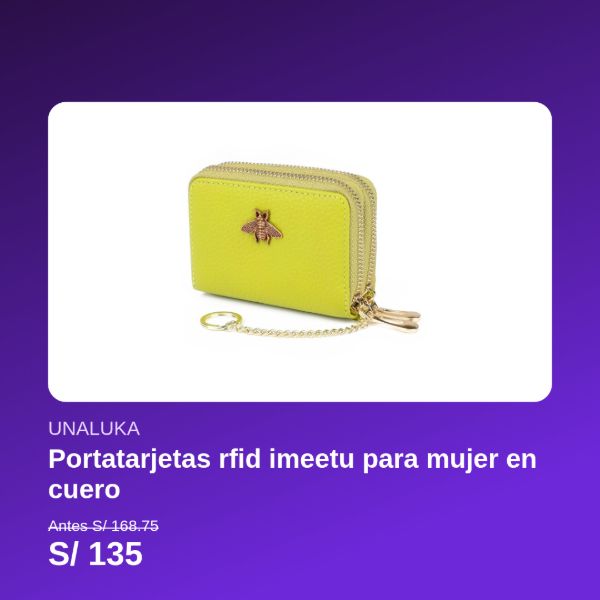 UNALUKA
Portatarjetas rfid imeetu para mujer en
cuero
Antes S/ 168.75
S/ 135